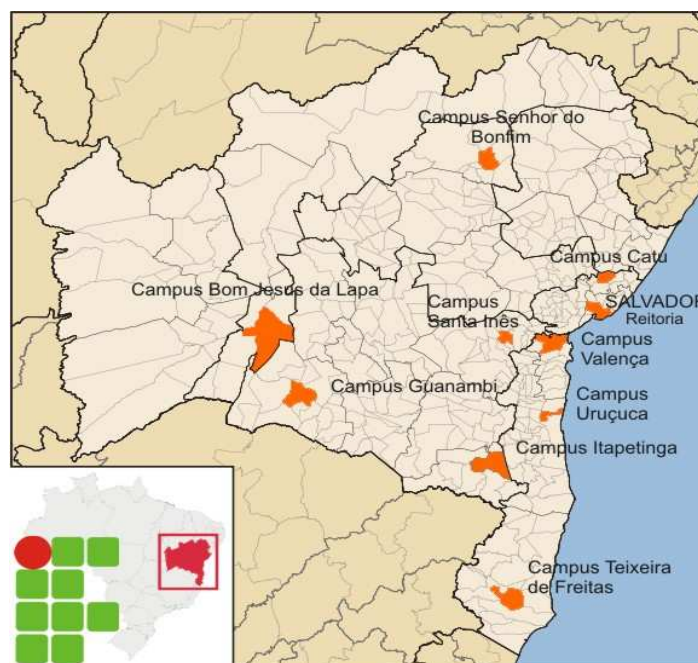 Campus Senhor do
Bonfim
Campus Catu
Campus Bom Jesus da Lapa
SALVADOR
Reitoria
Campus
Santa Inês
Campus
Valença
Campus Guanambi
Campus
Uruçuca
Campus Itapetinga
Campus Teixeira
de Freitas